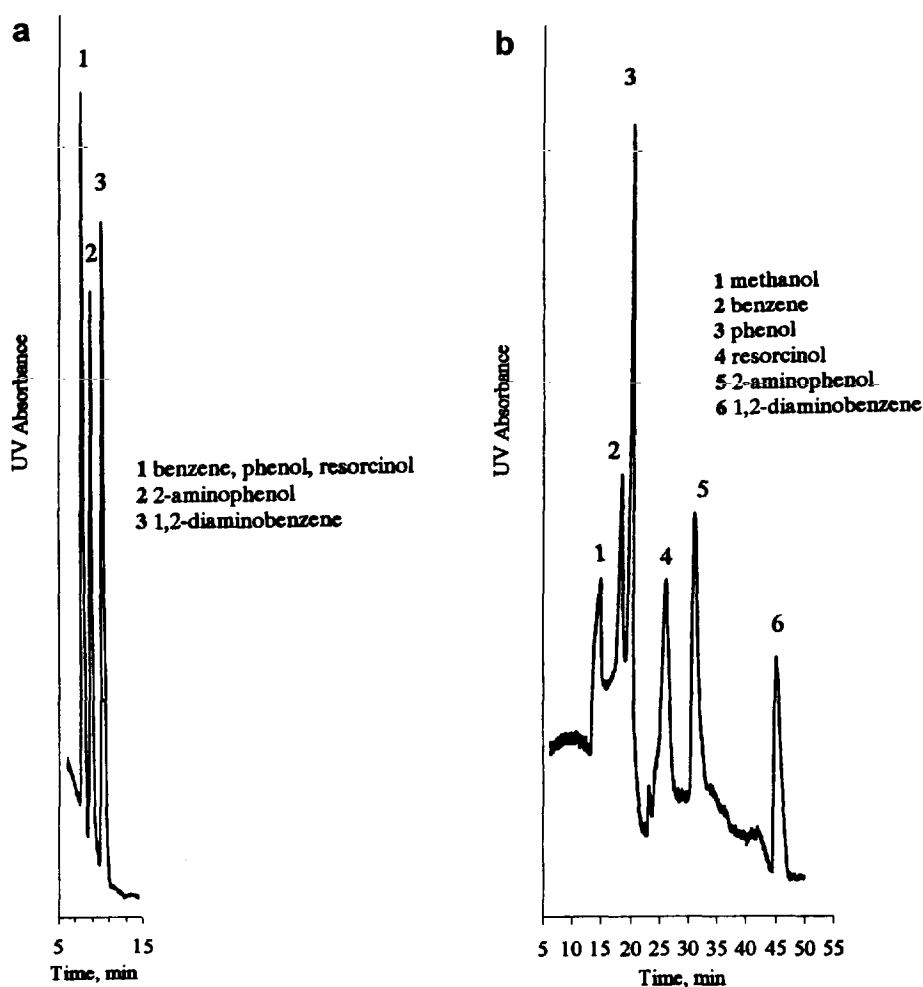 a
1
3
2
UV Absorbance
1 benzene, phenol, resorcinol
2 2-aminophenol
3 1,2-diaminobenzene
5 15
Time, min
b
3
2
1
4
5
6
UV Absorbance
1 methanol
2 benzene
3 phenol
4 resorcinol
5 2-aminophenol
6 1,2-diaminobenzene
5 10 15 20 25 30 35 40 45 50 55
Time, min